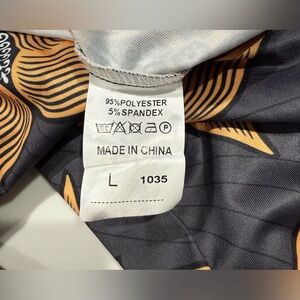 95%POLYESTER
5%SPANDEX
MADE IN CHINA
L 1035